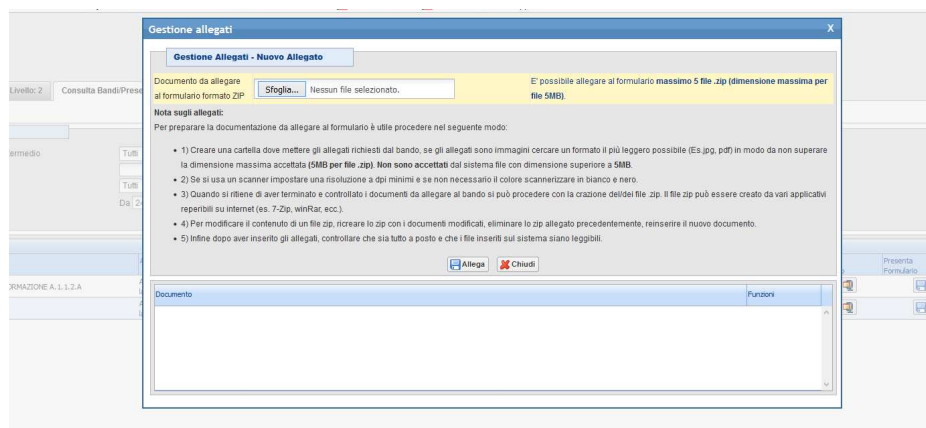 Gestione allegati X
Gestione Allegati - Nuovo Allegato
Documento da allegare
al formulario formato ZIP
Sfoglia... Nessun file selezionato.
E' possibile allegare al formulario massimo 5 file .zip (dimensione massima per
file 5MB).
Nota sugli allegati:
Per preparare la documentazione da allegare al formulario è utile procedere nel seguente modo:
• 1) Creare una cartella dove mettere gli allegati richiesti dal bando, se gli allegati sono immagini cercare un formato il più leggero possibile (Es.jpg, pdf) in modo da non superare
la dimensione massima accettata (5MB per file .zip). Non sono accettati dal sistema file con dimensione superiore a 5MB.
• 2) Se si usa un scanner impostare una risoluzione a dpi minimi e se non necessario il colore scannerizzare in bianco e nero.
• 3) Quando si ritiene di aver terminato e controllato i documenti da allegare al bando si può procedere con la crazione del/dei file .zip. Il file zip può essere creato da vari applicativi
reperibili su internet (es. 7-Zip, winRar, ecc.).
• 4) Per modificare il contenuto di un file zip, ricreare lo zip con i documenti modificati, eliminare lo zip allegato precedentemente, reinserire il nuovo documento.
• 5) Infine dopo aver inserito gli allegati, controllare che sia tutto a posto e che i file inseriti sul sistema siano leggibili.
Allega Chiudi
Documento Funzioni
Livello: 2 Consulta Bandi/Prese
ermedio Tutti
Tutti
Da 24
Presenta
Formulario
ORMAZIONE A.1.1.2.A